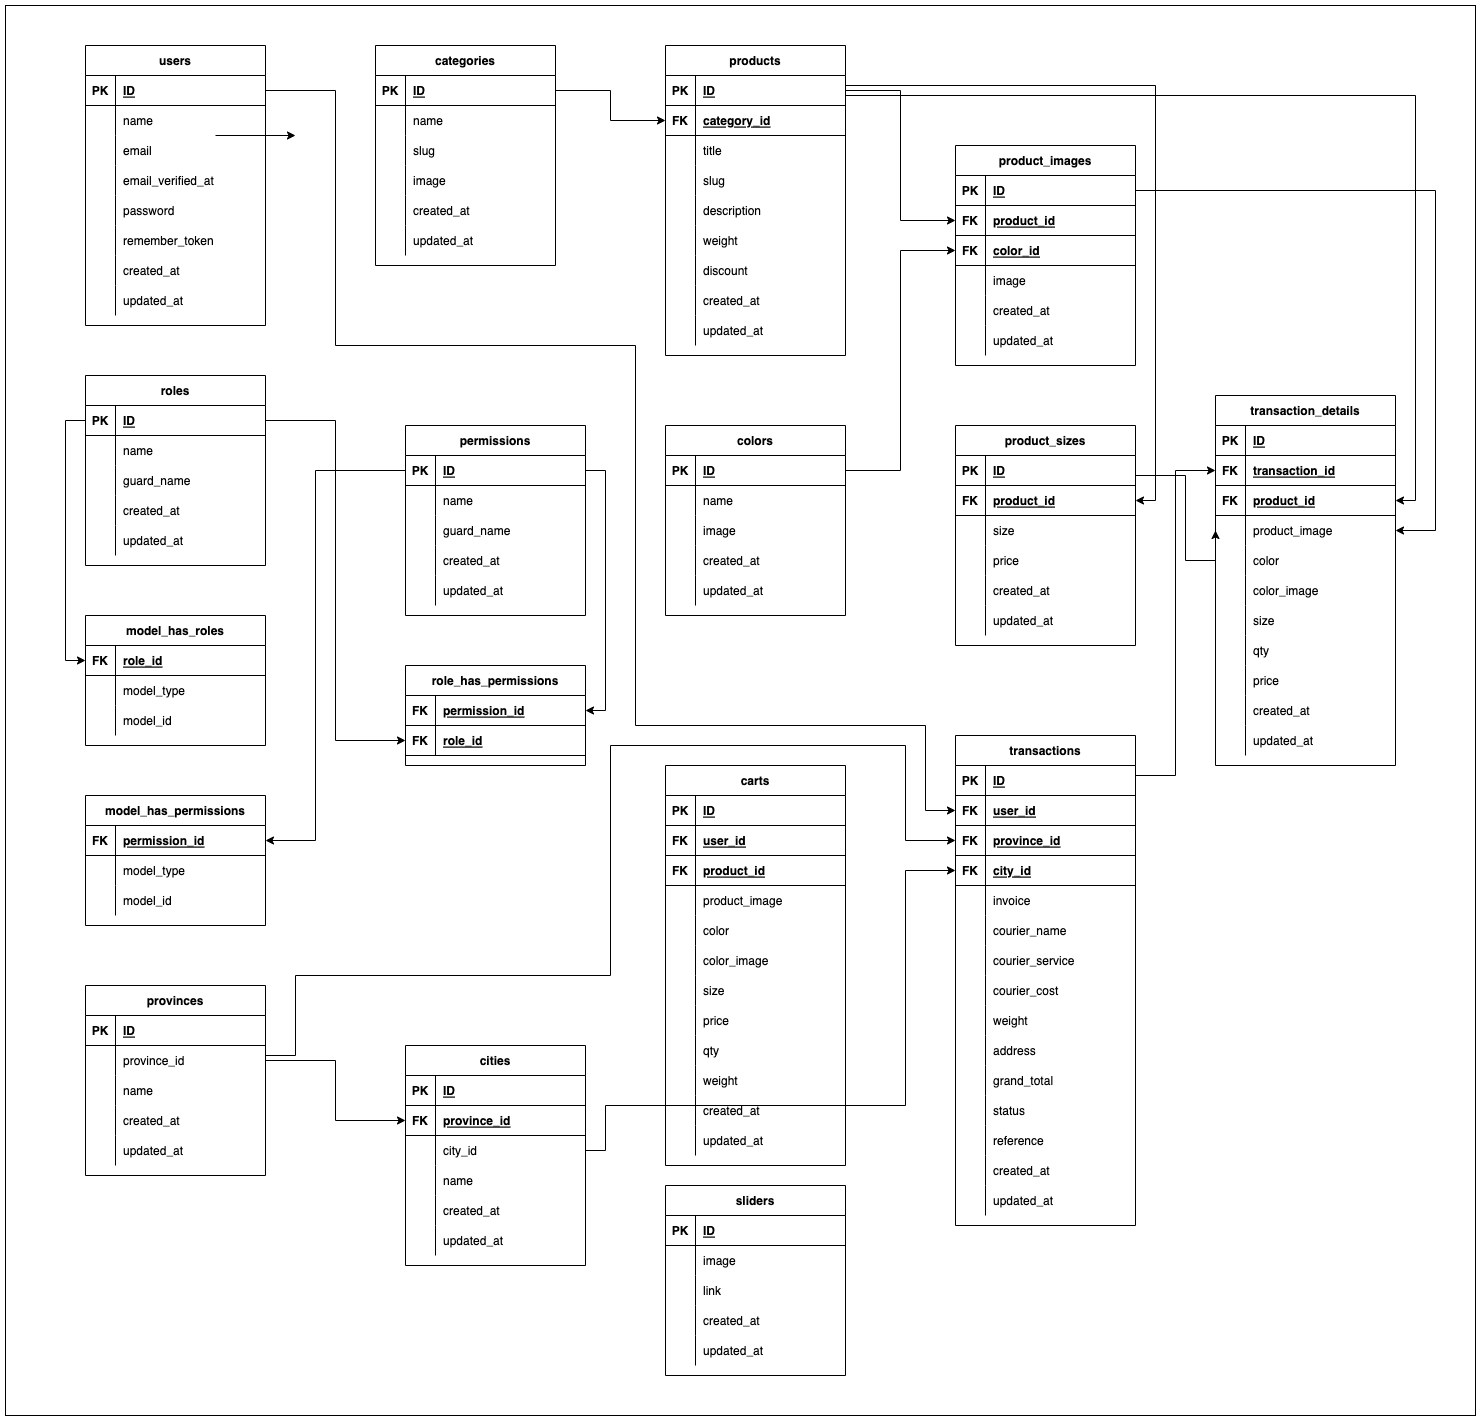 users
PK ID
name
email
email_verified_at
password
remember_token
created_at
updated_at
categories
PK ID
name
slug
image
created_at
updated_at
products
PK ID
FK category_id
title
slug
description
weight
discount
created_at
updated_at
product_images
PK ID
FK product_id
FK color_id
image
created_at
updated_at
roles
PK ID
name
guard_name
created_at
updated_at
permissions
PK ID
name
guard_name
created_at
updated_at
colors
PK ID
name
image
created_at
updated_at
product_sizes
PK ID
FK product_id
size
price
created_at
updated_at
transaction_details
PK ID
FK transaction_id
FK product_id
product_image
color
color_image
size
qty
price
created_at
updated_at
model_has_roles
FK role_id
model_type
model_id
role_has_permissions
FK permission_id
FK role_id
model_has_permissions
FK permission_id
model_type
model_id
carts
PK ID
FK user_id
FK product_id
product_image
color
color_image
size
price
qty
weight
created_at
updated_at
transactions
PK ID
FK user_id
FK province_id
FK city_id
invoice
courier_name
courier_service
courier_cost
weight
address
grand_total
status
reference
created_at
updated_at
provinces
PK ID
province_id
name
created_at
updated_at
cities
PK ID
FK province_id
city_id
name
created_at
updated_at
sliders
PK ID
image
link
created_at
updated_at